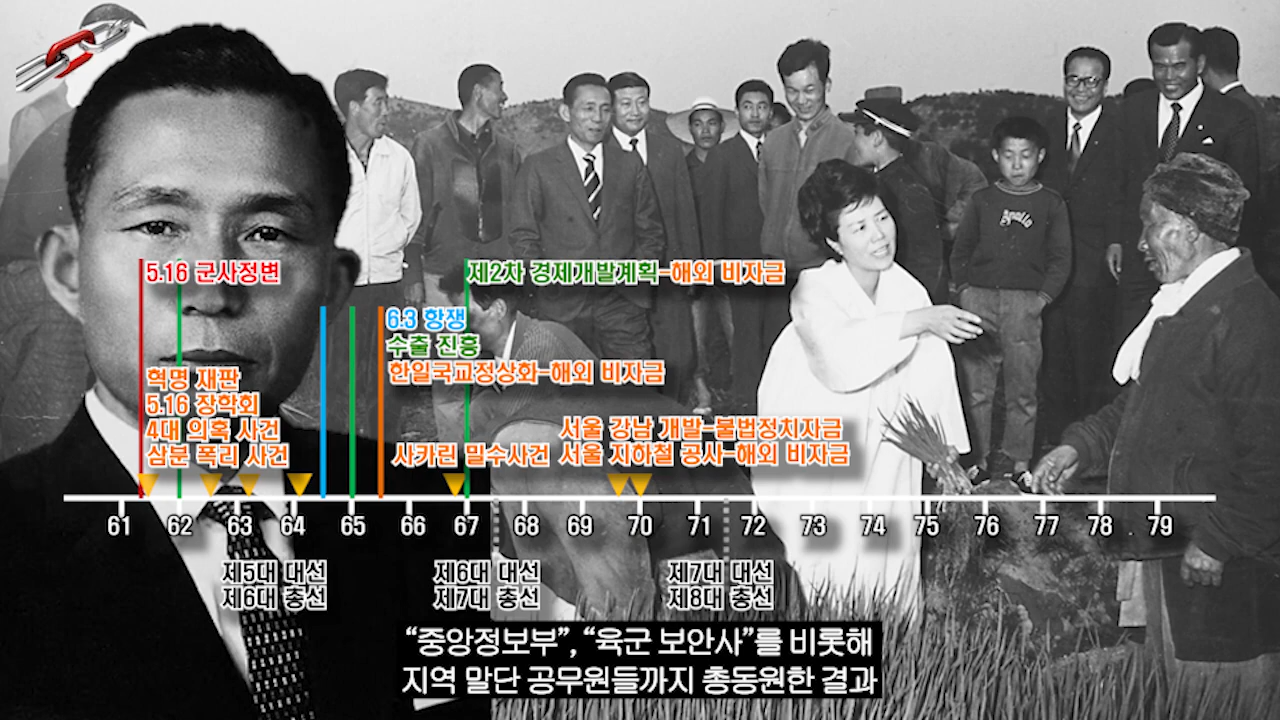 5.16 군사정변
제2차 경제개발계획-해외 비자금
6.3 항쟁
수출 진흥
한일국교정상화-해외 비자금
혁명 재판
5.16 장학회
4대 의혹 사건
삼분 폭리 사건
서울 강남 개발-불법정치자금
사카린 밀수사건 서울 지하철 공사-해외 비자금
Apollo
61 62 63 64 65 66 67 68 69 70 71 72 73 74 75 76 77 78 79
제5대 대선 제6대 대선 제7대 대선
제6대 총선 제7대 총선 제8대 총선
“중앙정보부”, “육군 보안사”를 비롯해
지역 말단 공무원들까지 총동원한 결과